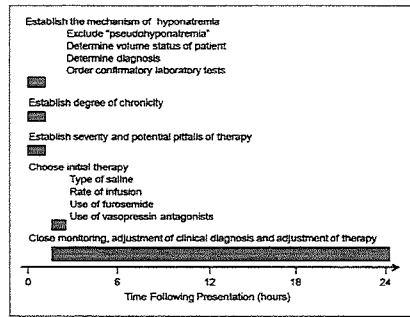 Establish the mechanism of hyponatremia
Exclude "pseudohyponatremia"
Determine volume status of patient
Determine diagnosis
Order confirmatory laboratory tests
Establish degree of chronicity
Establish severity and potential pitfalls of therapy
Choose initial therapy
Type of saline
Rate of infusion
Use of furosemide
Use of vasopressin antagonists
Close monitoring, adjustment of clinical diagnosis and adjustment of therapy
0 6 12 18 24
Time Following Presentation (hours)